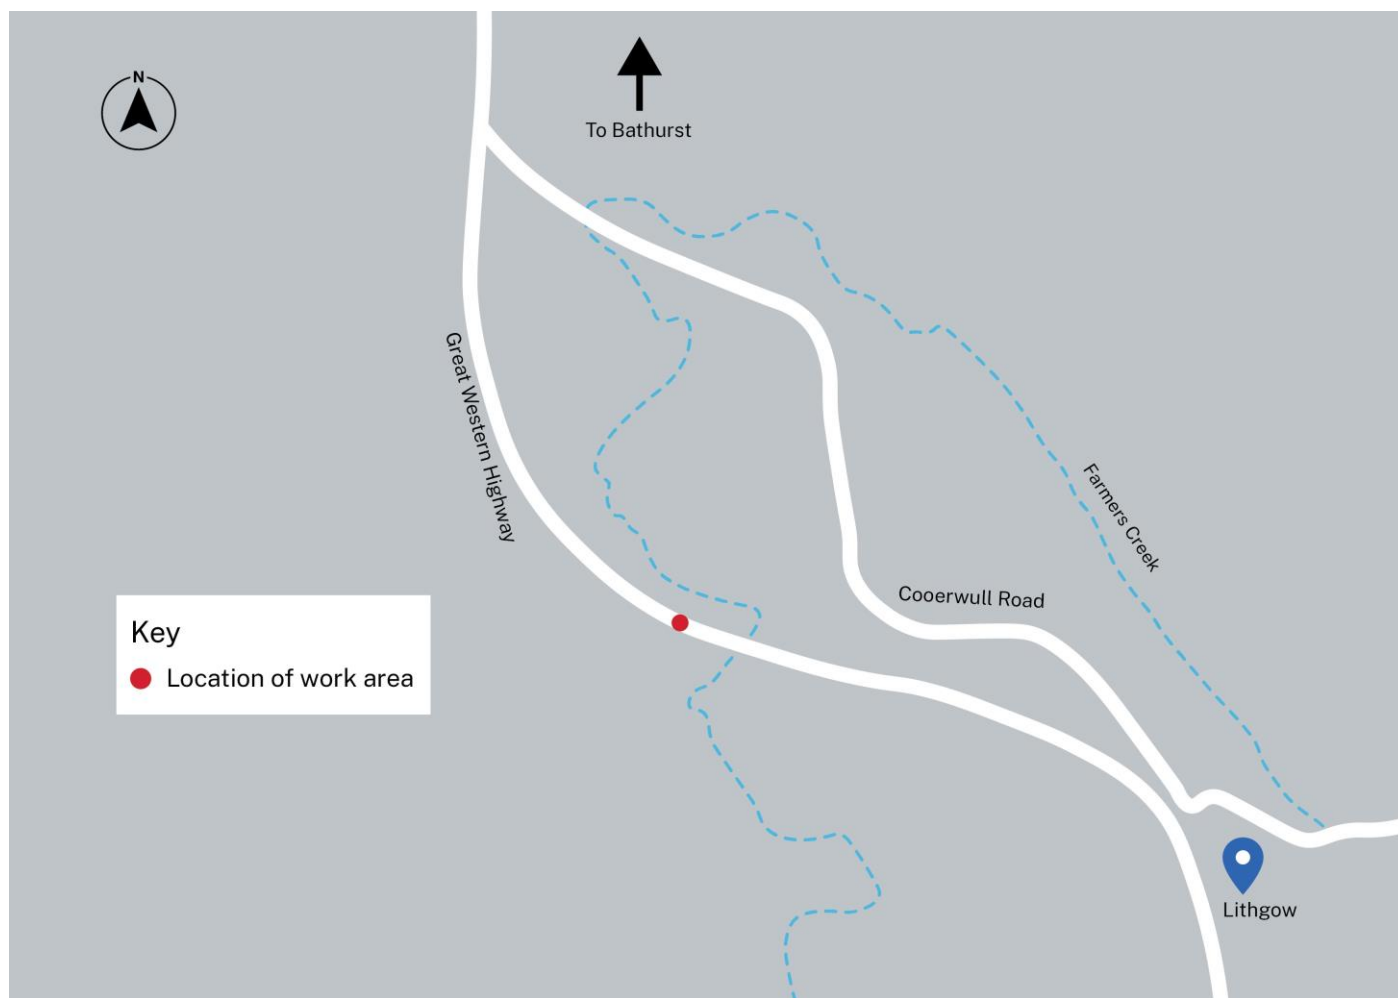 N
To Bathurst
Great Western Highway
Farmers Creek
Cooerwull Road
Key
Location of work area
Lithgow